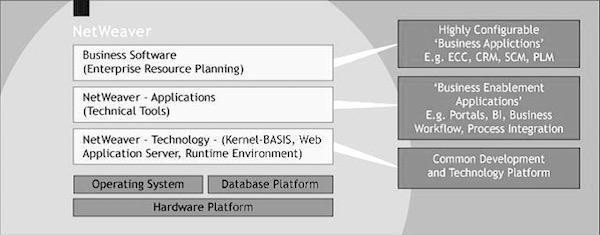 NetWeaver
Business Software
(Enterprise Resource Planning)
NetWeaver - Applications
(Technical Tools)
NetWeaver - Technology - (Kernel-BASIS, Web
Application Server, Runtime Environment)
Operating System
Database Platform
Hardware Platform
Highly Configurable
‘Business Applictions’
E.g. ECC, CRM, SCM, PLM
‘Business Enablement
Applications’
E.g. Portals, BI, Business
Workflow, Process Integration
Common Development
and Technology Platform